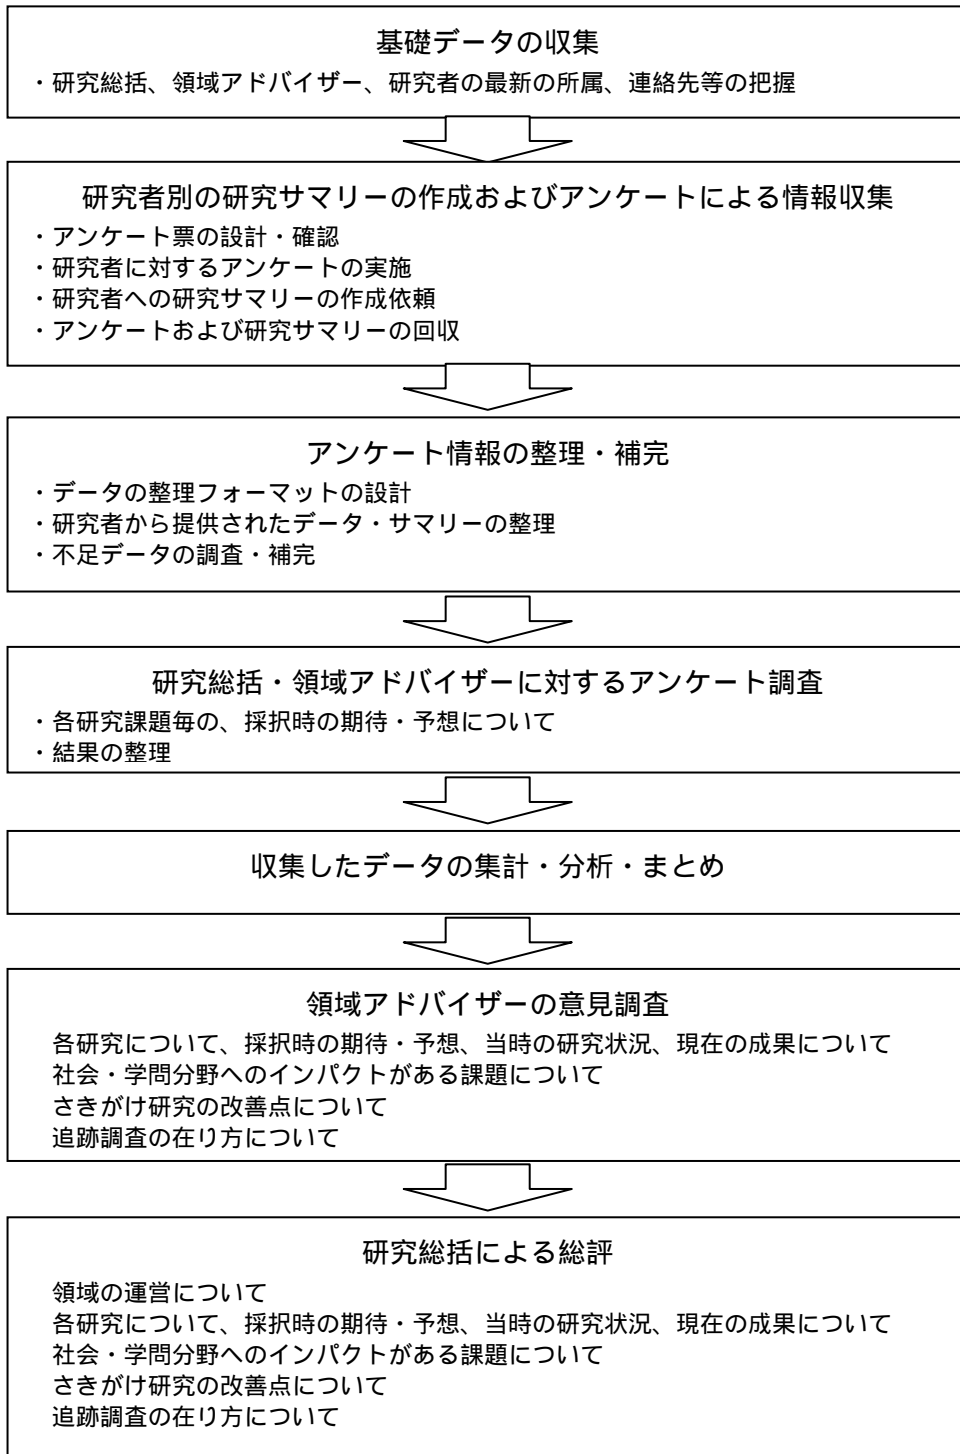 基礎データの収集
・研究総括、領域アドバイザー、研究者の最新の所属、連絡先等の把握
研究者別の研究サマリーの作成およびアンケートによる情報収集
・アンケート票の設計・確認
・研究者に対するアンケートの実施
・研究者への研究サマリーの作成依頼
・アンケートおよび研究サマリーの回収
アンケート情報の整理・補完
・データの整理フォーマットの設計
・研究者から提供されたデータ・サマリーの整理
・不足データの調査・補完
研究総括・領域アドバイザーに対するアンケート調査
・各研究課題毎の、採択時の期待・予想について
・結果の整理
収集したデータの集計・分析・まとめ
領域アドバイザーの意見調査
各研究について、採択時の期待・予想、当時の研究状況、現在の成果について
社会・学問分野へのインパクトがある課題について
さきがけ研究の改善点について
追跡調査の在り方について
研究総括による総評
領域の運営について
各研究について、採択時の期待・予想、当時の研究状況、現在の成果について
社会・学問分野へのインパクトがある課題について
さきがけ研究の改善点について
追跡調査の在り方について